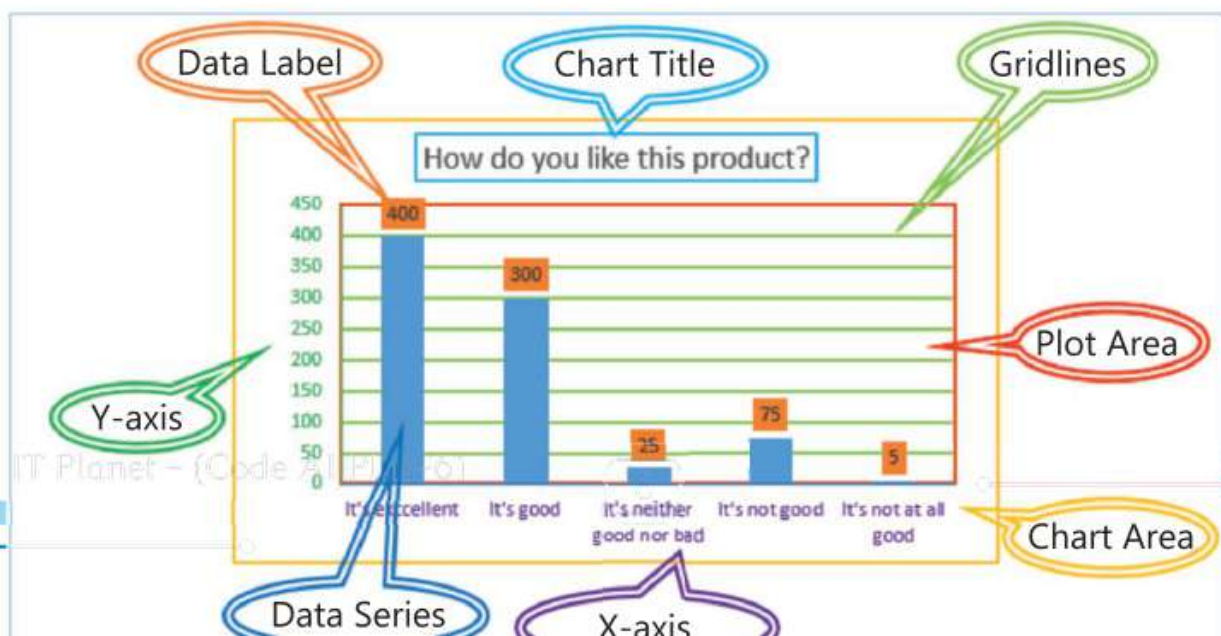 Data Label
Chart Title
Gridlines
How do you like this product?
450
400
400
350
300
300
250
200
150
100
50
0
25
75
5
Plot Area
Y-axis
IT Planet – (Code
It's good
It's neither
good nor bad
It's not good
It's not at all
good
Chart Area
Data Series
X-axis